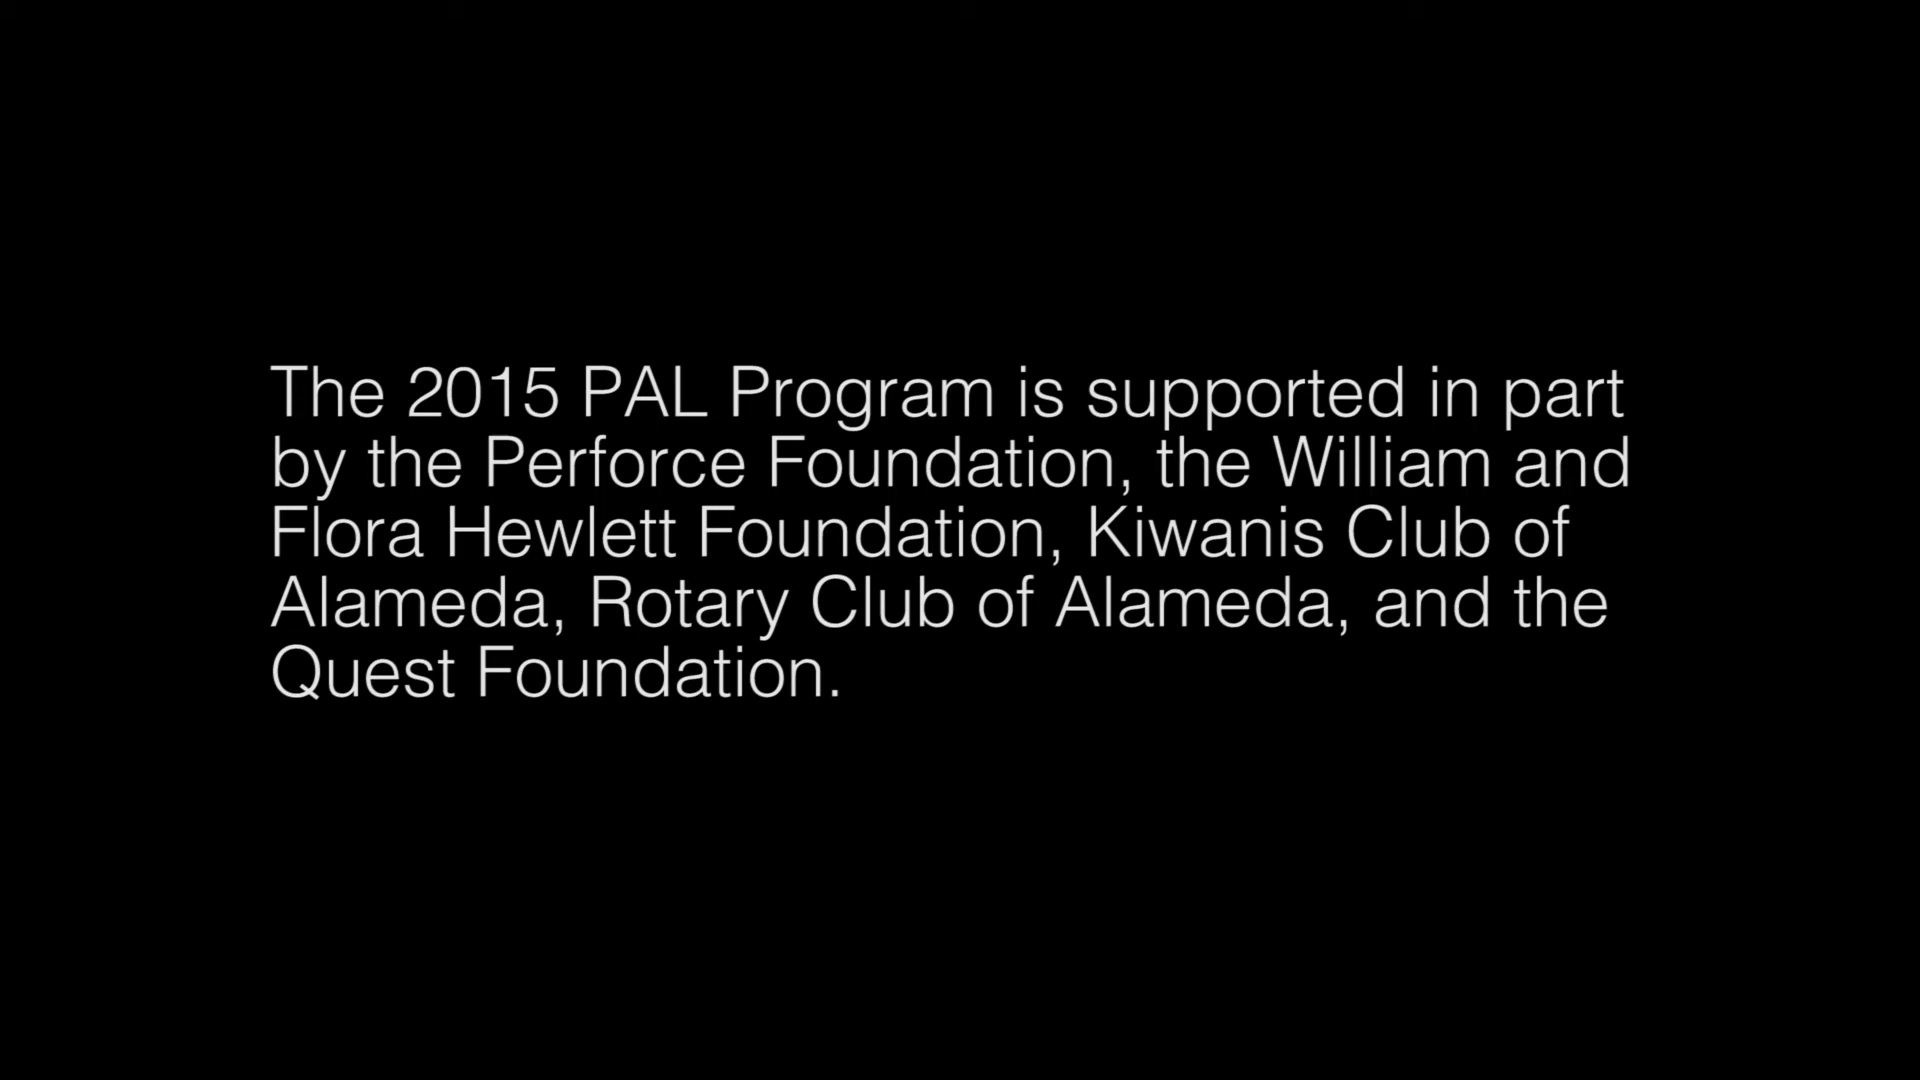 The 2015 PAL Program is supported in part
by the Perforce Foundation, the William and
Flora Hewlett Foundation, Kiwanis Club of
Alameda, Rotary Club of Alameda, and the
Quest Foundation.